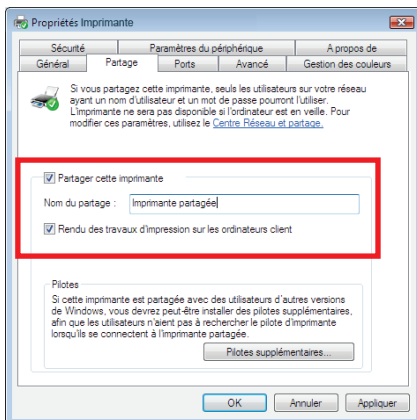 Propriétés Imprimante
Sécurité Paramètres du périphérique A propos de
Général Partage Ports Avancé Gestion des couleurs
Si vous partagez cette imprimante, seuls les utilisateurs sur votre réseau
ayant un nom d'utilisateur et un mot de passe pourront l'utiliser.
L'imprimante ne sera pas disponible si l'ordinateur est
en veille. Pour
modifier ces paramètres, utilisez le Centre Réseau et partage.
Partager cette imprimante
Nom du partage : Imprimante partagée
Rendu des travaux d'impression sur les ordinateurs client
Pilotes
Si cette imprimante est partagée avec des utilisateurs d'autres versions
de Windows, vous devrez peut-être installer des pilotes supplémentaires,
afin que les utilisateurs n'aient pas à rechercher le pilote d'imprimante
lorsqu'ils se connectent à l'imprimante partagée.
Pilotes supplémentaires...
OK Annuler Appliquer